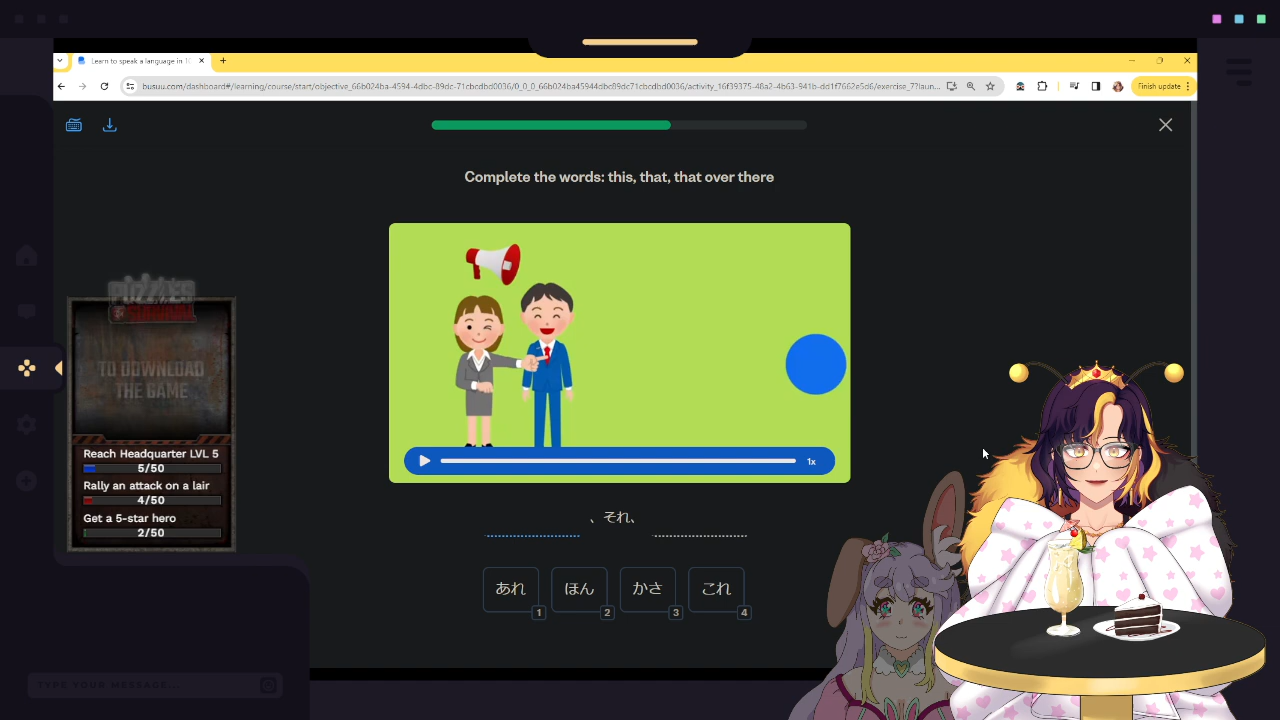 Learn to speak a language in 1
busuu.com/dashboard#/learning/course/start/objective_66b024ba-4594-4dbc-89dc-71cbcdbd0036/0_0_0_66b024ba45944dbc89dc71cbcdbd0036/activity_16f39375-48a2-4b63-941b-dd1f7662e5d6/exercise_7?laun...
Finish update
Complete the words: this, that, that over there
PUZZLES
TO DOWNLOAD
THE GAME
Reach Headquarter LVL 5
5/50
Rally an attack on a lair
4/50
Get a 5-star hero
2/50
1x
、それ、
あれ
1
ほん
2
かさ
3
これ
4
TYPE YOUR MESSAGE...